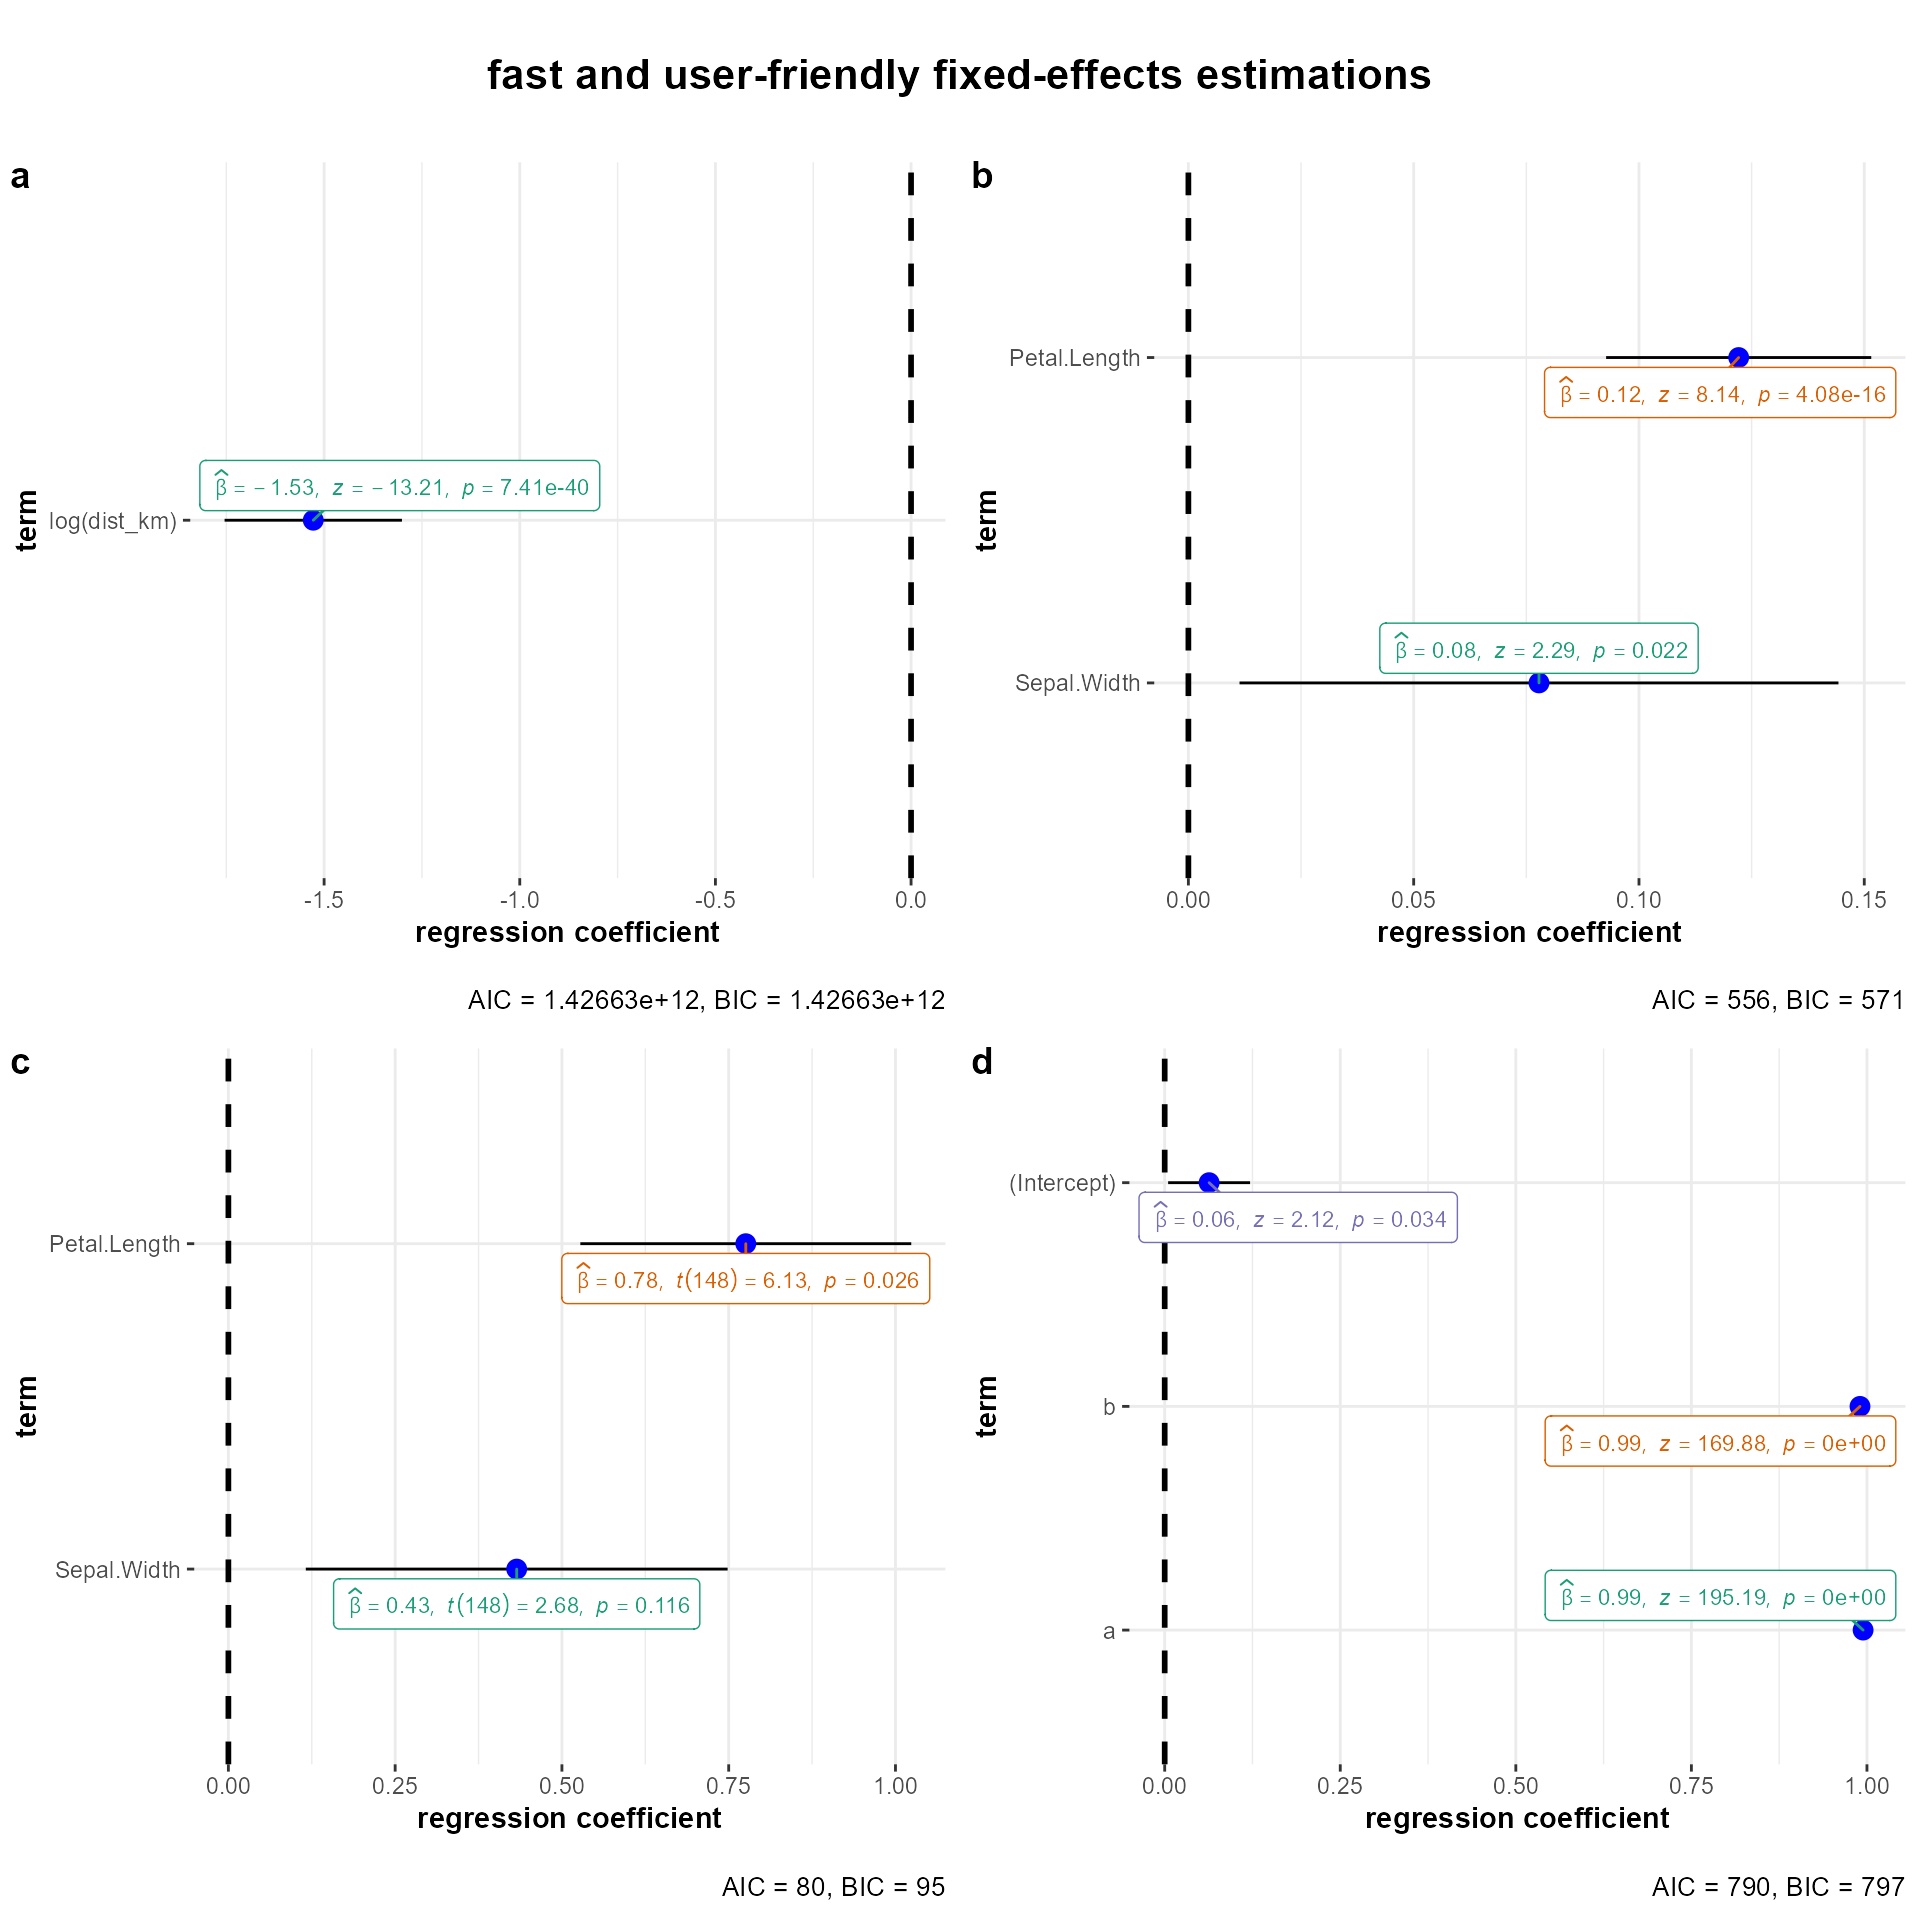 fast and user-friendly fixed-effects estimations
a
term
log(dist_km)
β̂ = −1.53, z = −13.21, p = 7.41e-40
-1.5 -1.0 -0.5 0.0
regression coefficient
AIC = 1.42663e+12, BIC = 1.42663e+12
b
term
Petal.Length
β̂ = 0.12, z = 8.14, p = 4.08e-16
Sepal.Width
β̂ = 0.08, z = 2.29, p = 0.022
0.00 0.05 0.10 0.15
regression coefficient
AIC = 556, BIC = 571
c
term
Petal.Length
β̂ = 0.78, t(148) = 6.13, p = 0.026
Sepal.Width
β̂ = 0.43, t(148) = 2.68, p = 0.116
0.00 0.25 0.50 0.75 1.00
regression coefficient
AIC = 80, BIC = 95
d
term
(Intercept)
β̂ = 0.06, z = 2.12, p = 0.034
b
β̂ = 0.99, z = 169.88, p = 0e+00
β̂ = 0.99, z = 195.19, p = 0e+00
a
0.00 0.25 0.50 0.75 1.00
regression coefficient
AIC = 790, BIC = 797